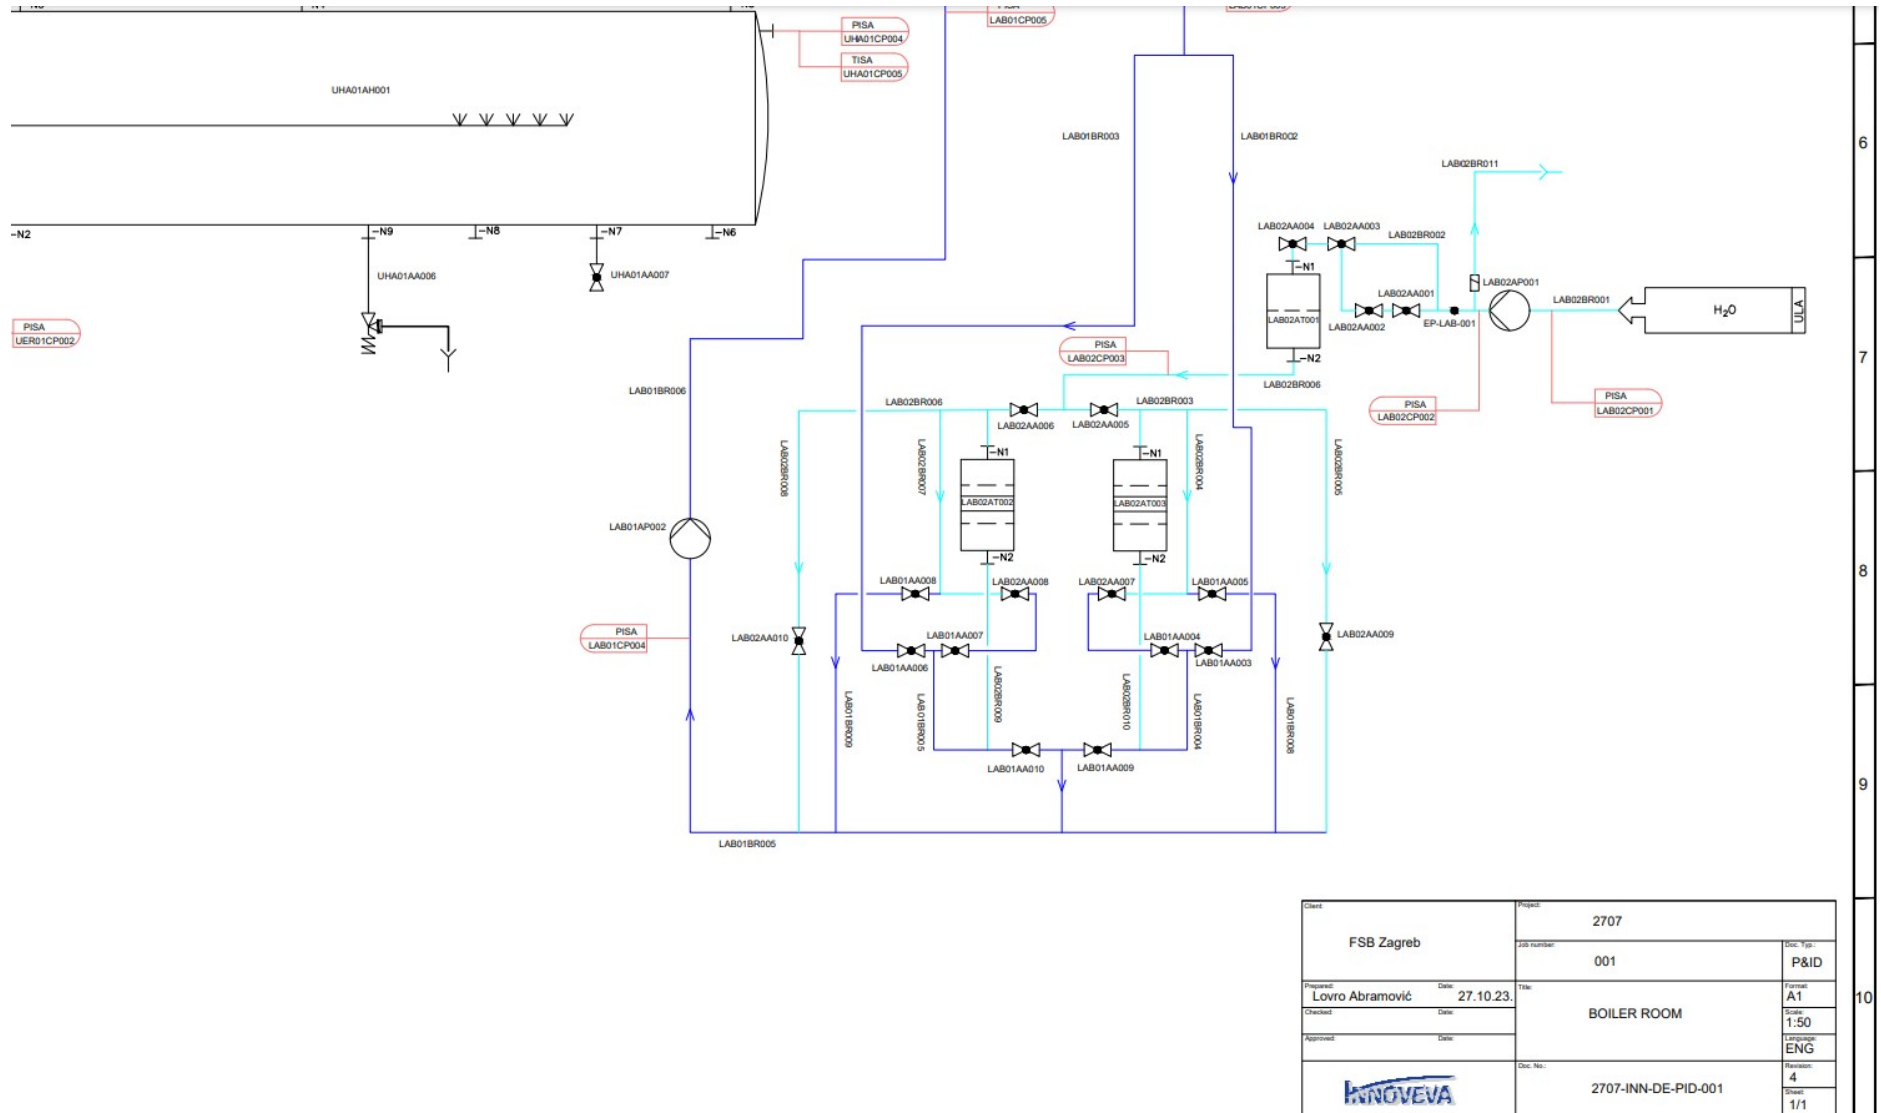 PISA
UHA01CP004
TISA
UHA01CP005
LAB01CP005
UHA01AH001
LAB01BR003
LAB01BR002
6
LAB02BR011
-N2
-N9
-N8
-N7
-N6
LAB02AA004
LAB02AA003
LAB02BR002
UHA01AA006
UHA01AA007
-N1
LAB02AP001
LAB02AA001
LAB02BR001
H2O
ULA
LAB02AT001
LAB02AA002
EP-LAB-001
PISA
UER01CP002
PISA
LAB02CP003
-N2
7
LAB01BR006
LAB02BR006
LAB02BR006
LAB02BR003
PISA
LAB02CP002
PISA
LAB02CP001
LAB02AA006
LAB02AA005
LAB02BR008
LAB02BR007
-N1
-N1
LAB02BR004
LAB02BR005
LAB02AT002
LAB02AT003
LAB01AP002
-N2
-N2
8
LAB01AA008
LAB02AA008
LAB02AA007
LAB01AA005
PISA
LAB01CP004
LAB02AA010
LAB01AA007
LAB01AA004
LAB02AA009
LAB01AA006
LAB01AA003
LAB01BR009
LAB01BR005
LAB02BR009
LAB02BR010
LAB01BR004
LAB01BR008
LAB01AA010
LAB01AA009
9
LAB01BR005
Client:
FSB Zagreb
Project:
2707
Job number:
001
Doc. Typ.:
P&ID
Prepared: Date:
Lovro Abramović 27.10.23.
Title:
BOILER ROOM
Format:
A1
10
Checked: Date:
Scale:
1:50
Approved: Date:
Language:
ENG
INNOVEVA
Doc. No.:
2707-INN-DE-PID-001
Revision:
4
Sheet:
1/1